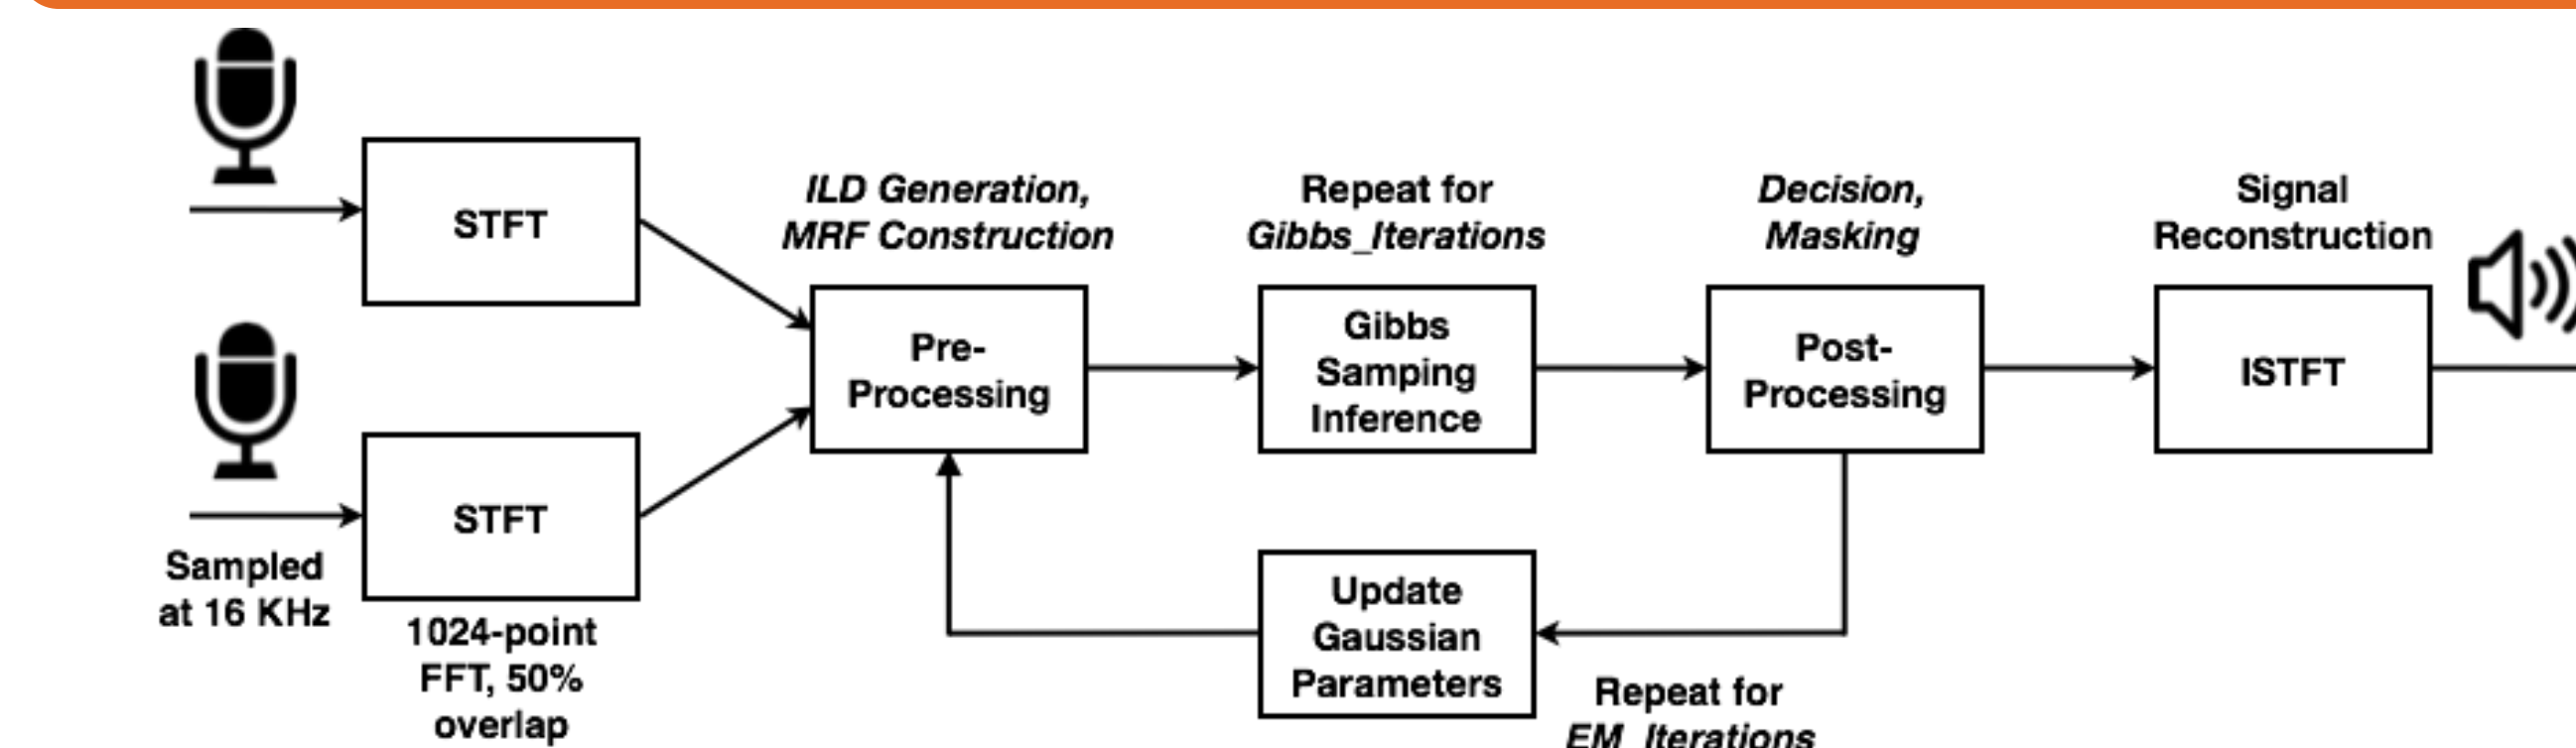 STFT
ILD Generation,
MRF Construction
Repeat for
Gibbs_Iterations
Decision,
Masking
Signal
Reconstruction
Pre-
Processing
Gibbs
Samping
Inference
Post-
Processing
ISTFT
STFT
Sampled
at 16 KHz
1024-point
FFT, 50%
overlap
Update
Gaussian
Parameters
Repeat for
EM_Iterations